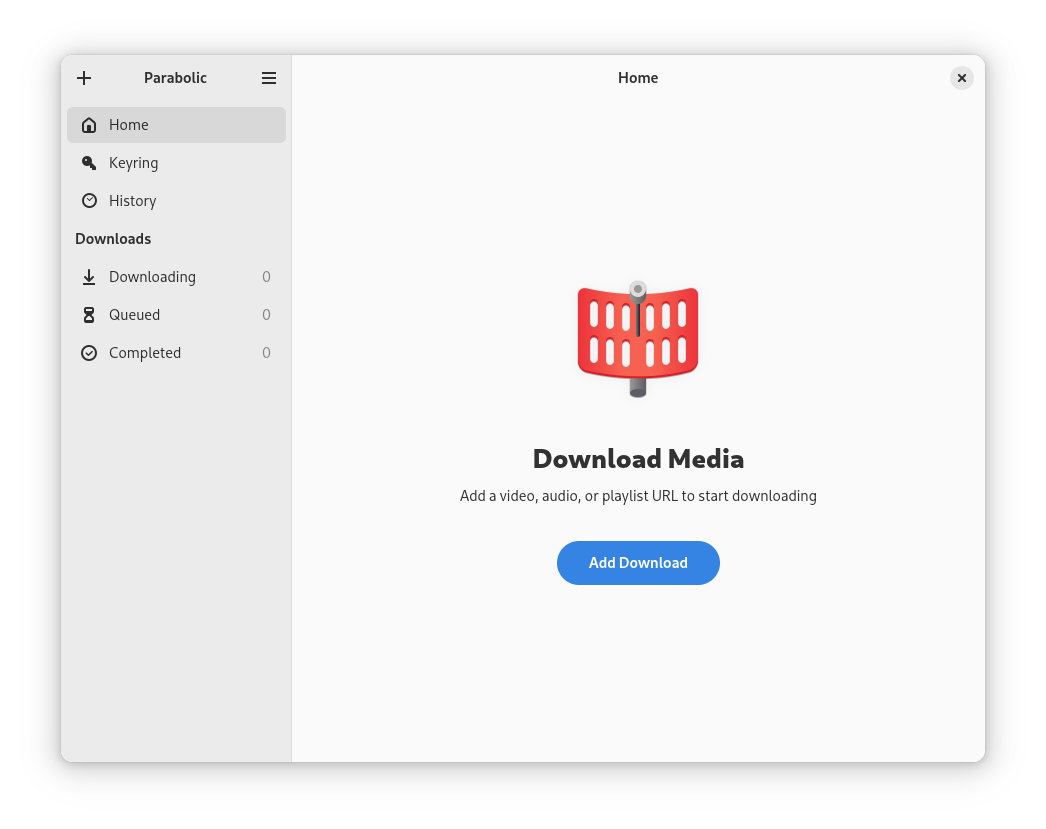 Parabolic
Home
Keyring
History
Downloads
Downloading 0
Queued 0
Completed 0
Home
Download Media
Add a video, audio, or playlist URL to start downloading
Add Download